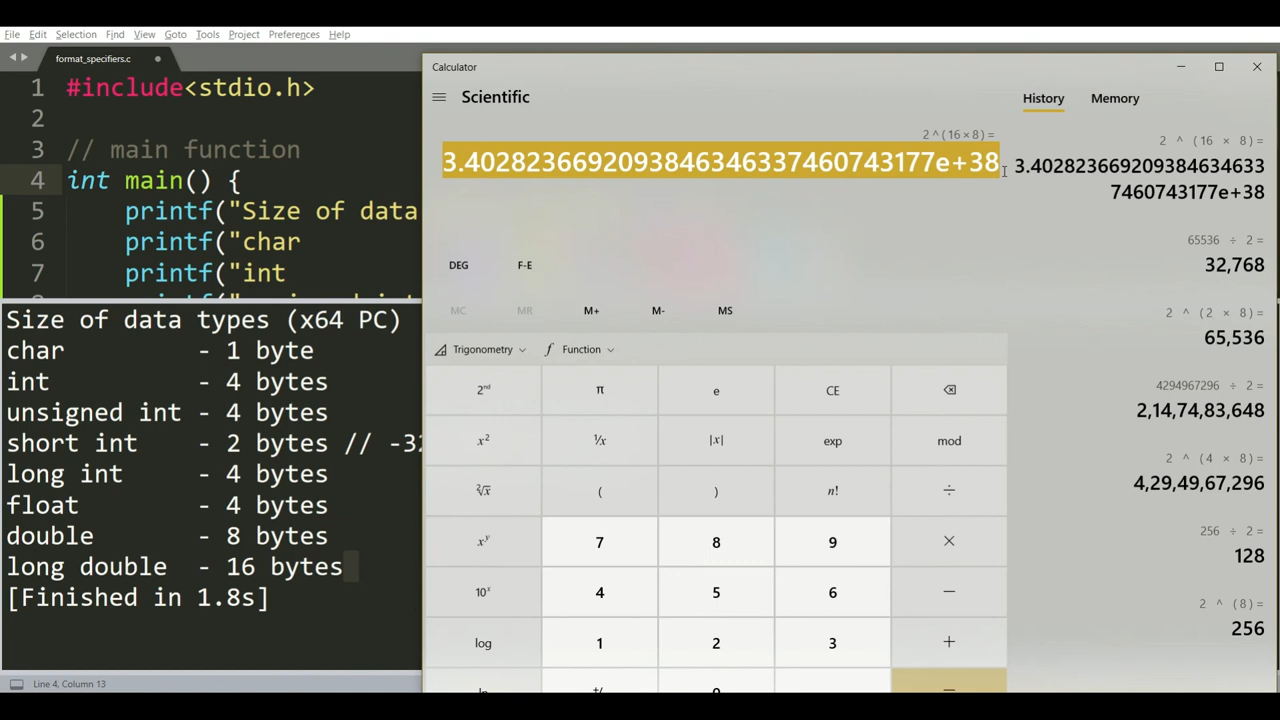 File Edit Selection Find View Goto Tools Project Preferences Help
format_specifiers.c
1 #include<stdio.h>
2
3 // main function
4 int main() {
5 printf("Size of data
6 printf("char
7 printf("int
Size of data types (x64 PC)
char - 1 byte
int - 4 bytes
unsigned int - 4 bytes
short int - 2 bytes // -32
long int - 4 bytes
float - 4 bytes
double - 8 bytes
long double - 16 bytes
[Finished in 1.8s]
Line 4, Column 13
Calculator
Scientific
2 ^ (16 × 8) =
3.4028236692093846346337460743177e+38
DEG F-E
MC MR M+ M- MS
Trigonometry f Function
2nd π e CE
x² ¹/x |x| exp mod
²√x ( ) n! ÷
xʸ 7 8 9 ×
10ˣ 4 5 6 −
log 1 2 3 +
History Memory
2 ^ (16 × 8) =
3.402823669209384634633
7460743177e+38
65536 ÷ 2 =
32,768
2 ^ (2 × 8) =
65,536
4294967296 ÷ 2 =
2,14,74,83,648
2 ^ (4 × 8) =
4,29,49,67,296
256 ÷ 2 =
128
2 ^ (8) =
256